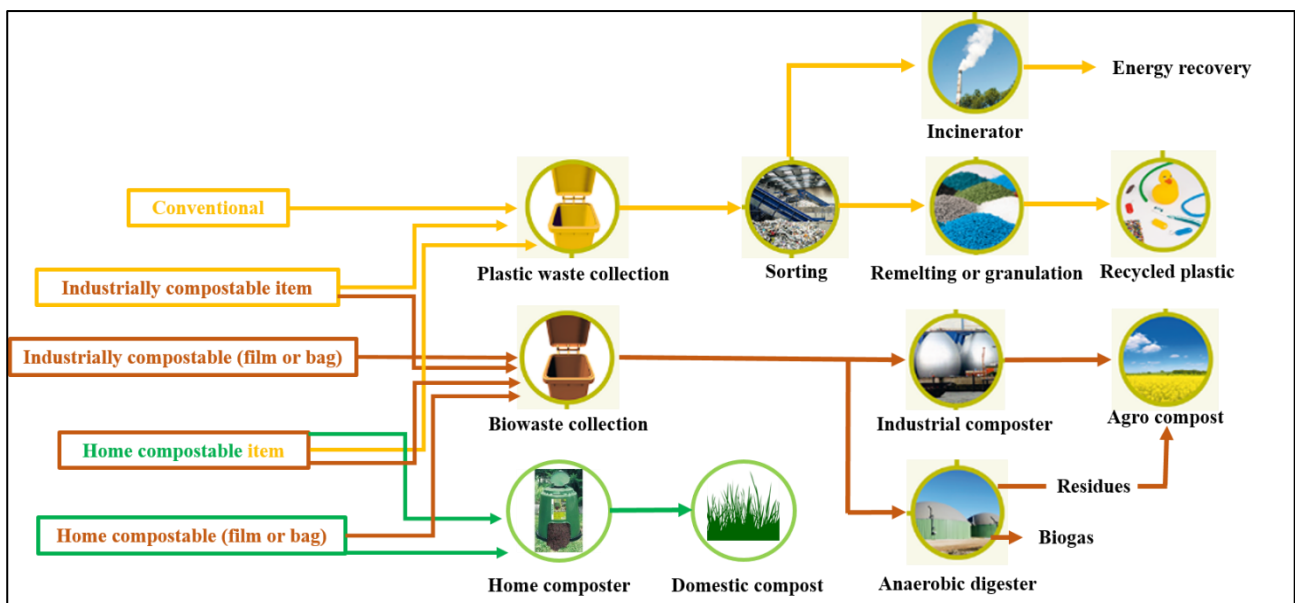 Energy recovery
Incinerator
Conventional
Plastic waste collection
Sorting
Remelting or granulation
Recycled plastic
Industrially compostable item
Industrially compostable (film or bag)
Biowaste collection
Industrial composter
Agro compost
Home compostable item
Residues
Home compostable (film or bag)
Biogas
Home composter
Domestic compost
Anaerobic digester